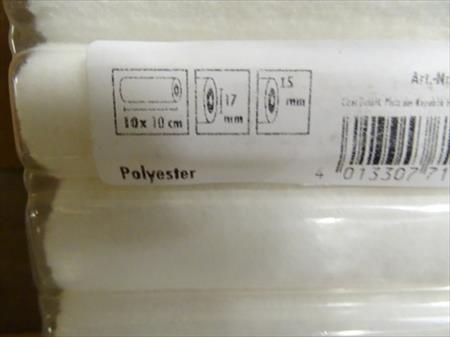 Art.-Nr
17
mm
15
mm
10 x 10 cm
Polyester
4 013307 71